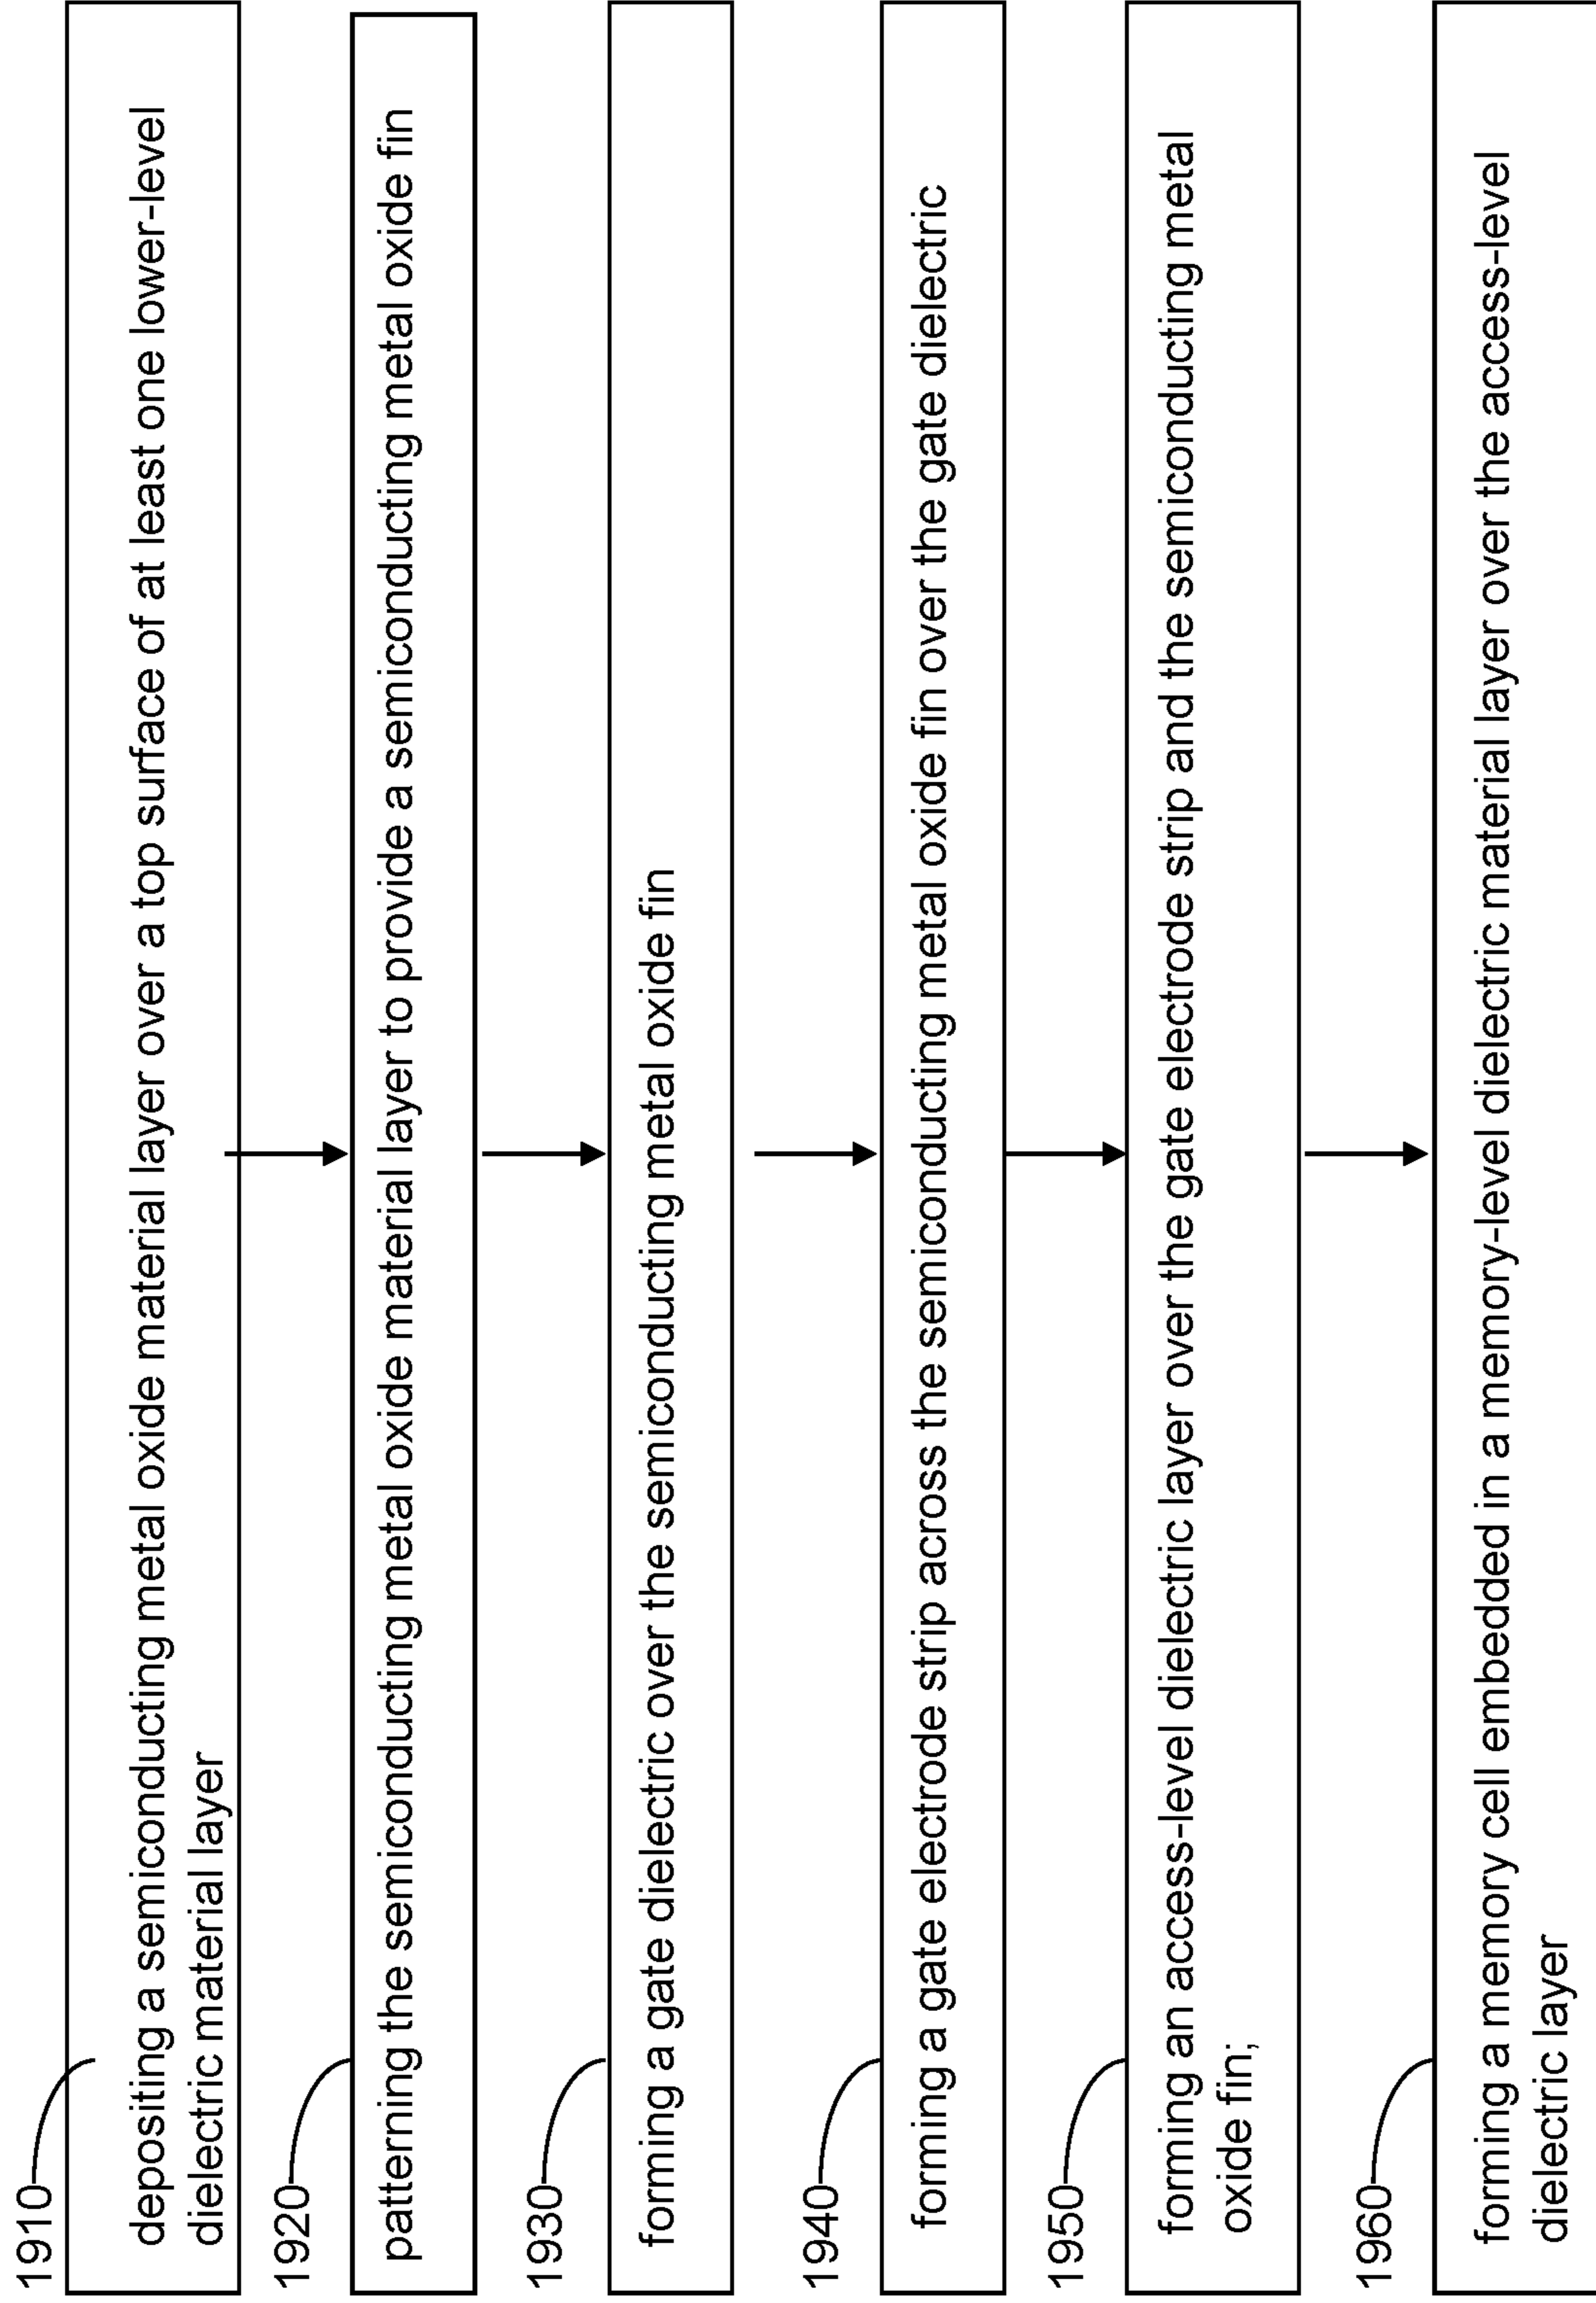 1910
depositing a semiconducting metal oxide material layer over a top surface of at least one lower-level
dielectric material layer
1920
patterning the semiconducting metal oxide material layer to provide a semiconducting metal oxide fin
1930
forming a gate dielectric over the semiconducting metal oxide fin
1940
forming a gate electrode strip across the semiconducting metal oxide fin over the gate dielectric
1950
forming an access-level dielectric layer over the gate electrode strip and the semiconducting metal
oxide fin;
1960
forming a memory cell embedded in a memory-level dielectric material layer over the access-level
dielectric layer